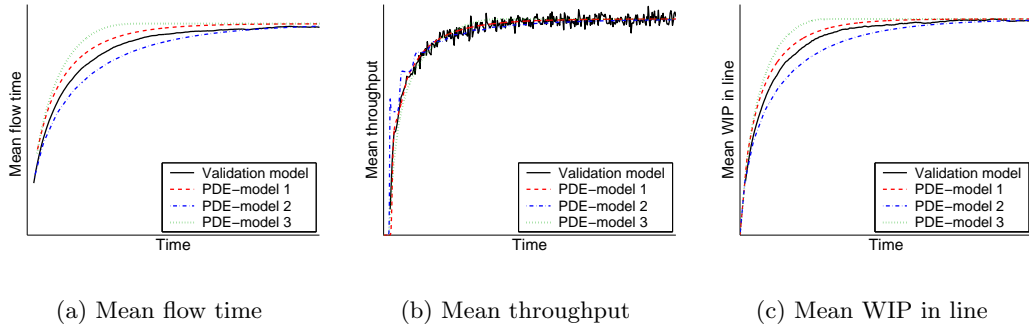 Mean flow time
Validation model
PDE−model 1
PDE−model 2
PDE−model 3
Time
(a) Mean flow time
Mean throughput
Validation model
PDE−model 1
PDE−model 2
PDE−model 3
Time
(b) Mean throughput
Mean WIP in line
Validation model
PDE−model 1
PDE−model 2
PDE−model 3
Time
(c) Mean WIP in line